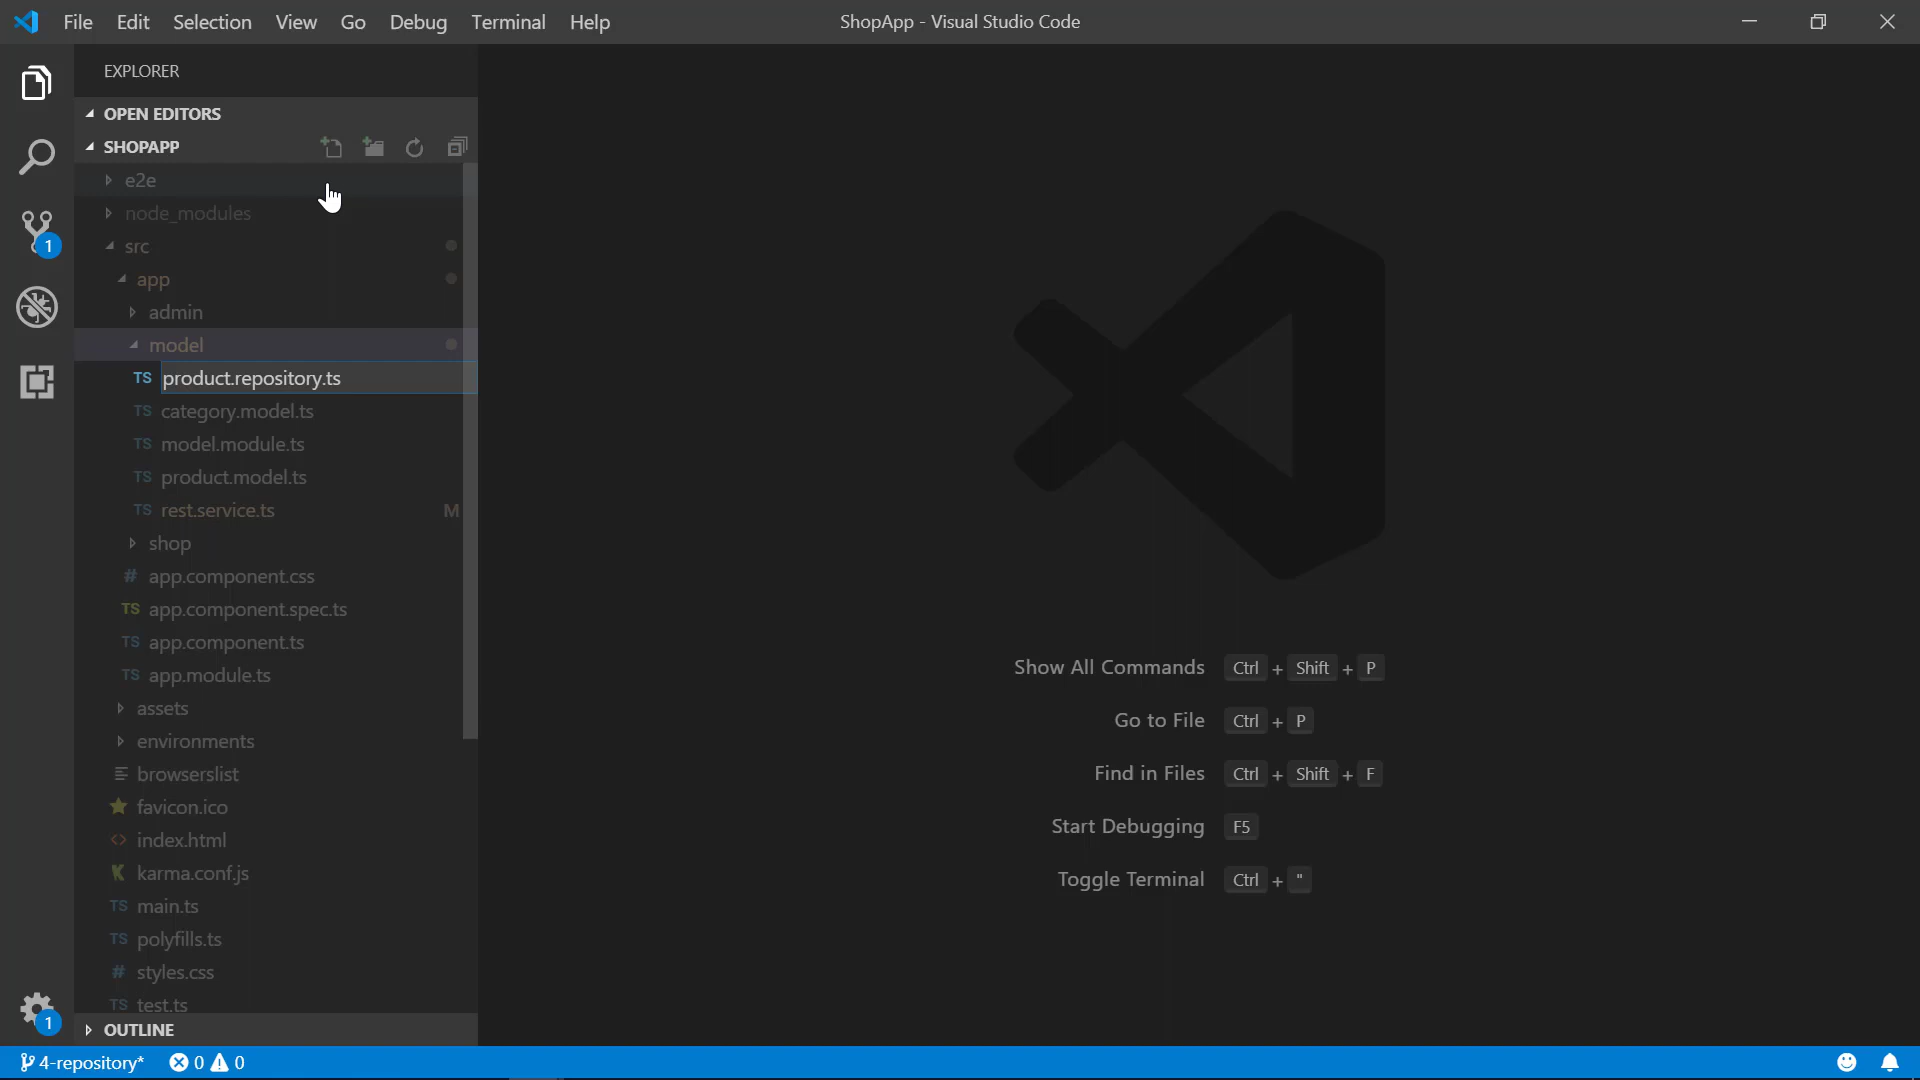 File Edit Selection View Go Debug Terminal Help ShopApp - Visual Studio Code
EXPLORER
OPEN EDITORS
SHOPAPP
e2e
node_modules
src
app
admin
model
TS product.repository.ts
TS category.model.ts
TS model.module.ts
TS product.model.ts
TS rest.service.ts M
shop
# app.component.css
TS app.component.spec.ts
TS app.component.ts
TS app.module.ts
assets
environments
browserslist
favicon.ico
<> index.html
K karma.conf.js
TS main.ts
TS polyfills.ts
# styles.css
TS test.ts
OUTLINE
Show All Commands Ctrl + Shift + P
Go to File Ctrl + P
Find in Files Ctrl + Shift + F
Start Debugging F5
Toggle Terminal Ctrl + "
1
1
4-repository* 0 0